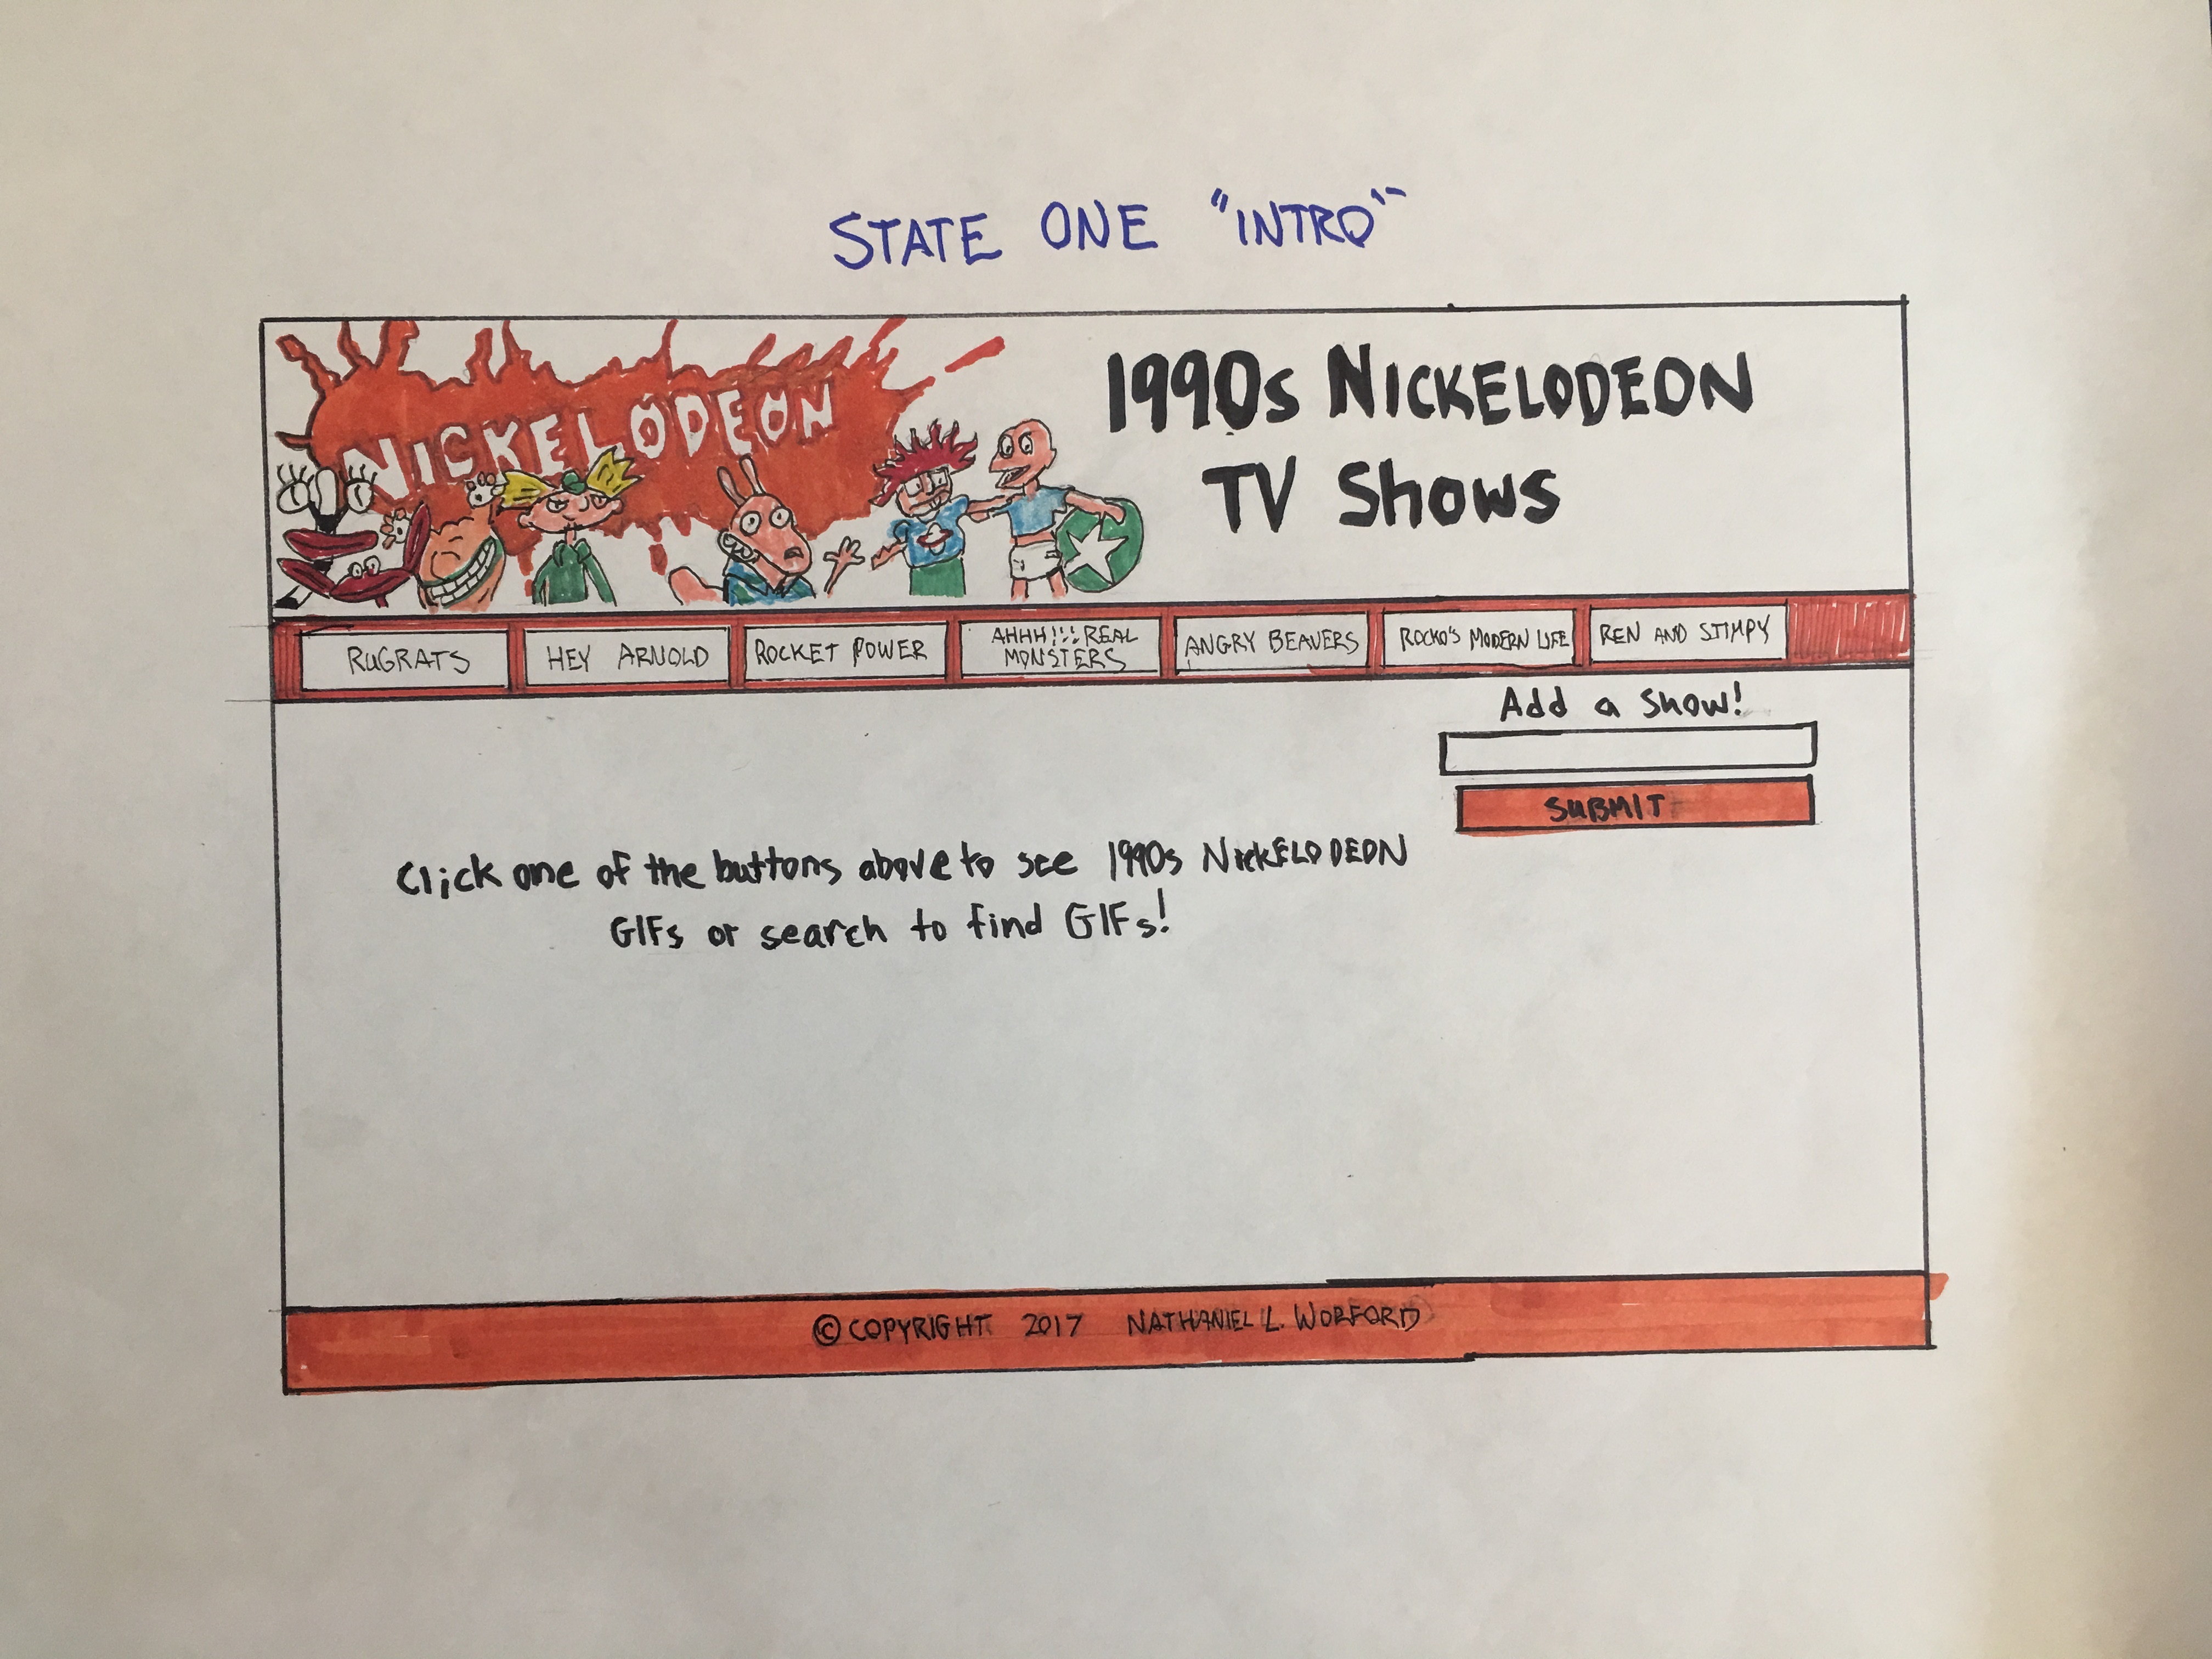 STATE ONE "INTRO"
NICKELODEON
1990s NICKELODEON
TV Shows
RUGRATS
HEY ARNOLD
ROCKET POWER
AHHH!!! REAL
MONSTERS
ANGRY BEAVERS
ROCKO'S MODERN LIFE
REN AND STIMPY
Add a show!
SUBMIT
Click one of the buttons above to see 1990s NickELODEON
GIFs or search to find GIFs!
© COPYRIGHT 2017 NATHANIEL L. WORFORD